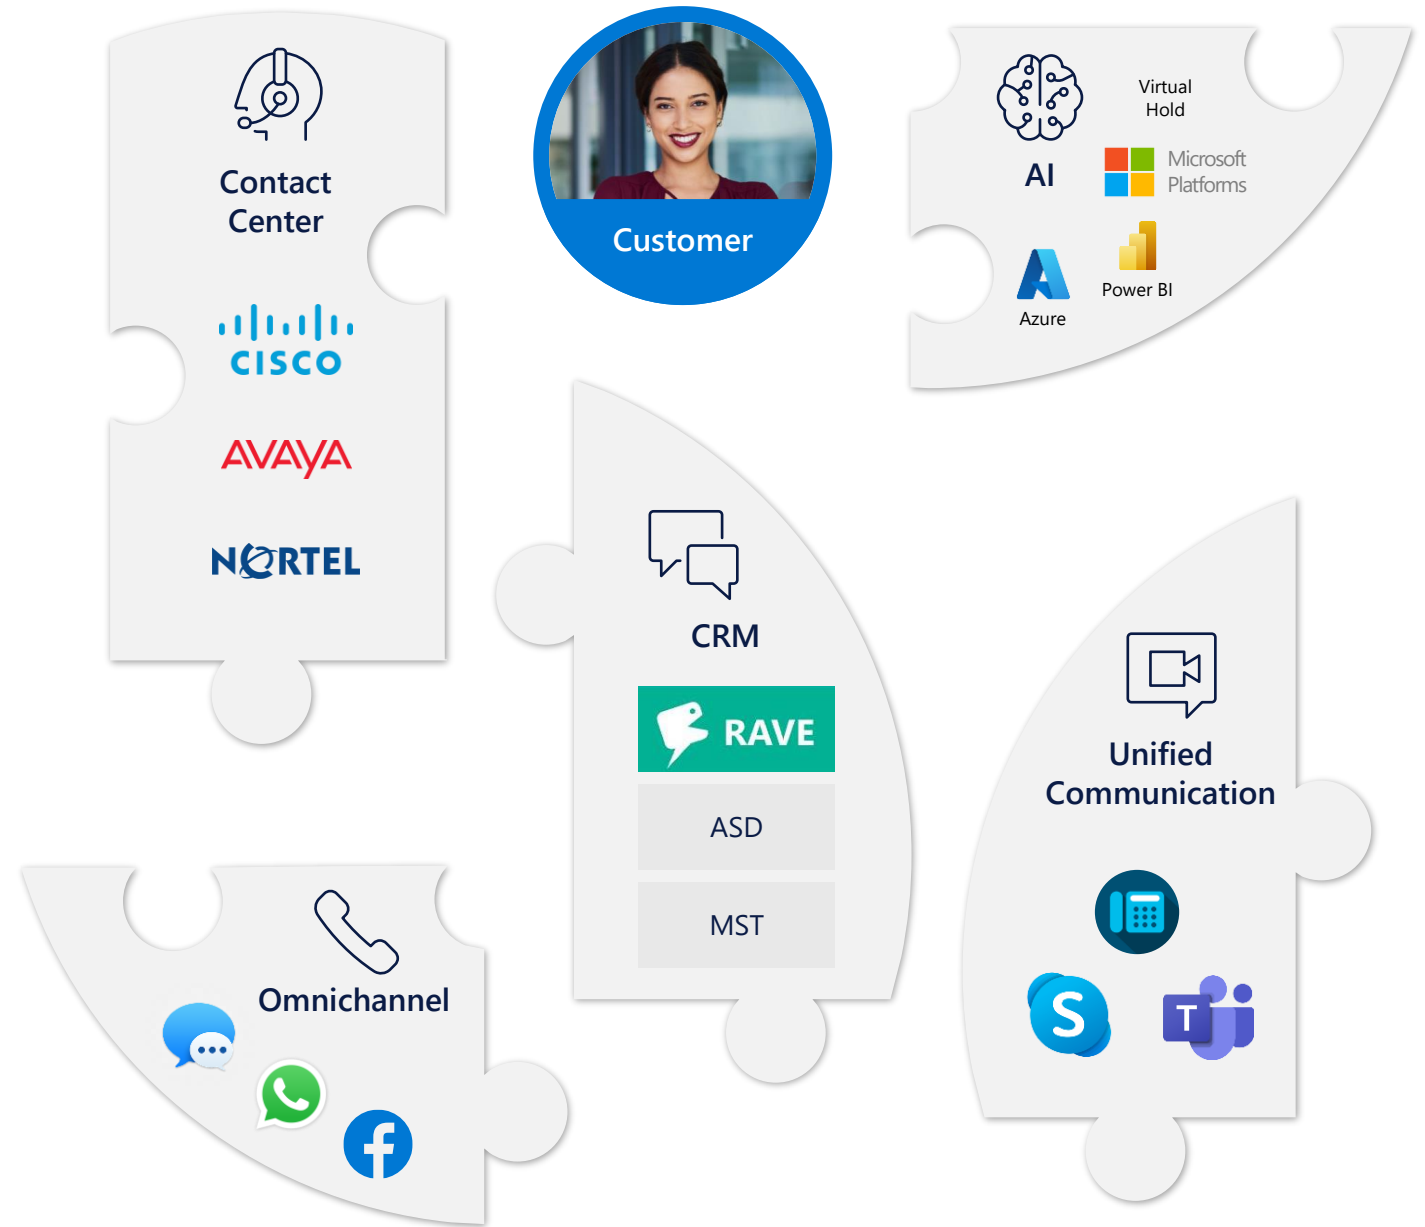 Contact
Center
CISCO
AVAYA
NORTEL
Customer
AI
Virtual
Hold
Microsoft
Platforms
Azure
Power BI
CRM
RAVE
ASD
MST
Unified
Communication
S
T
Omnichannel
f